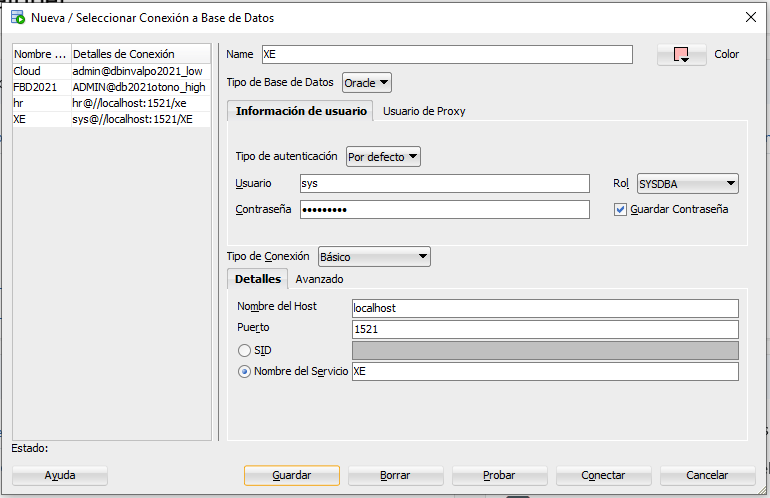 Nueva / Seleccionar Conexión a Base de Datos
Nombre ... Detalles de Conexión
Cloud admin@dbinvalpo2021_low
FBD2021 ADMIN@db2021otono_high
hr hr@//localhost:1521/xe
XE sys@//localhost:1521/XE
Name XE Color
Tipo de Base de Datos Oracle
Información de usuario Usuario de Proxy
Tipo de autenticación Por defecto
Usuario sys Rol SYSDBA
Contraseña ••••••••• Guardar Contraseña
Tipo de Conexión Básico
Detalles Avanzado
Nombre del Host localhost
Puerto 1521
SID
Nombre del Servicio XE
Estado:
Ayuda Guardar Borrar Probar Conectar Cancelar